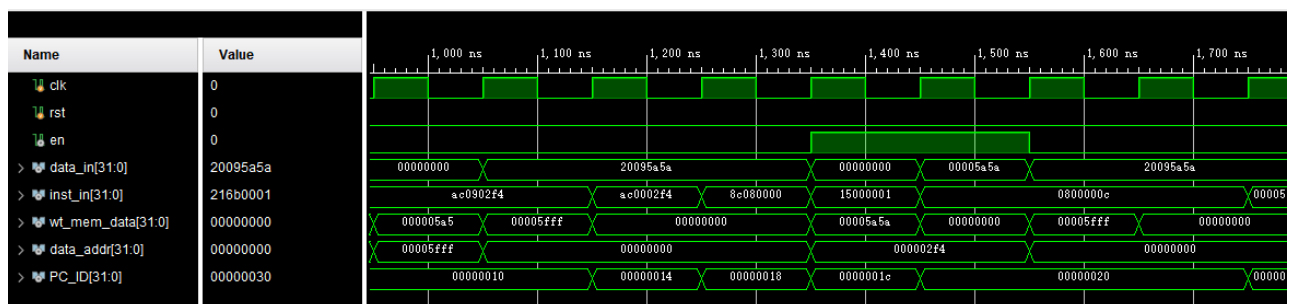 Name Value
1,000 ns 1,100 ns 1,200 ns 1,300 ns 1,400 ns 1,500 ns 1,600 ns 1,700 ns
clk 0
rst 0
en 0
data_in[31:0] 20095a5a 00000000 20095a5a 00000000 00005a5a 20095a5a
inst_in[31:0] 216b0001 ac0902f4 ac0002f4 8c080000 15000001 0800000c 00005
wt_mem_data[31:0] 00000000 000005a5 00005fff 00000000 00005a5a 00000000 00005fff 00000000
data_addr[31:0] 00000000 00005fff 00000000 000002f4 00000000
PC_ID[31:0] 00000030 00000010 00000014 00000018 0000001c 00000020 00000